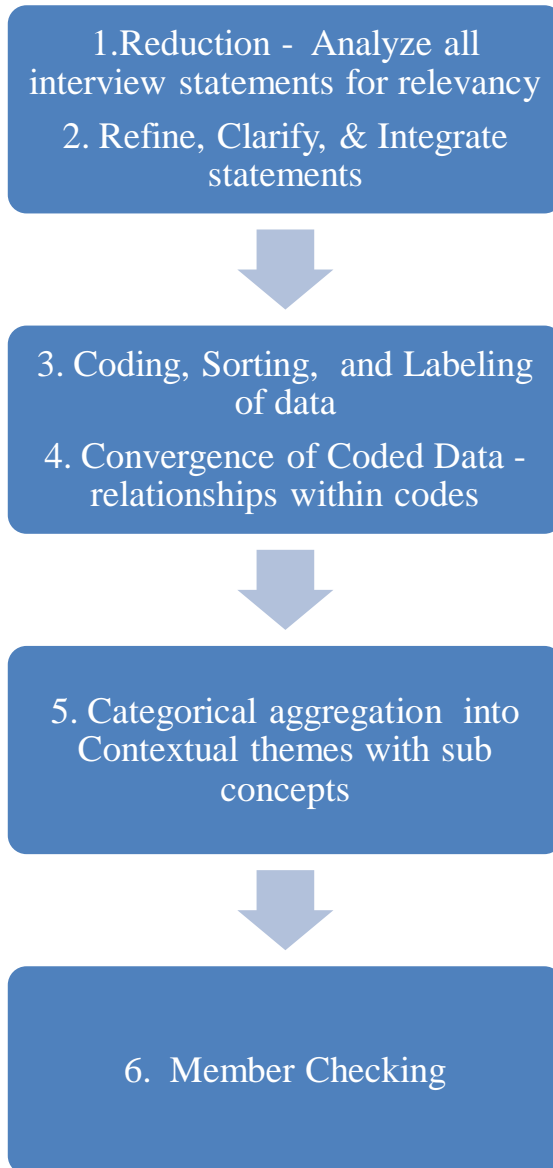 1.Reduction - Analyze all
interview statements for relevancy
2. Refine, Clarify, & Integrate
statements
3. Coding, Sorting, and Labeling
of data
4. Convergence of Coded Data -
relationships within codes
5. Categorical aggregation into
Contextual themes with sub
concepts
6. Member Checking